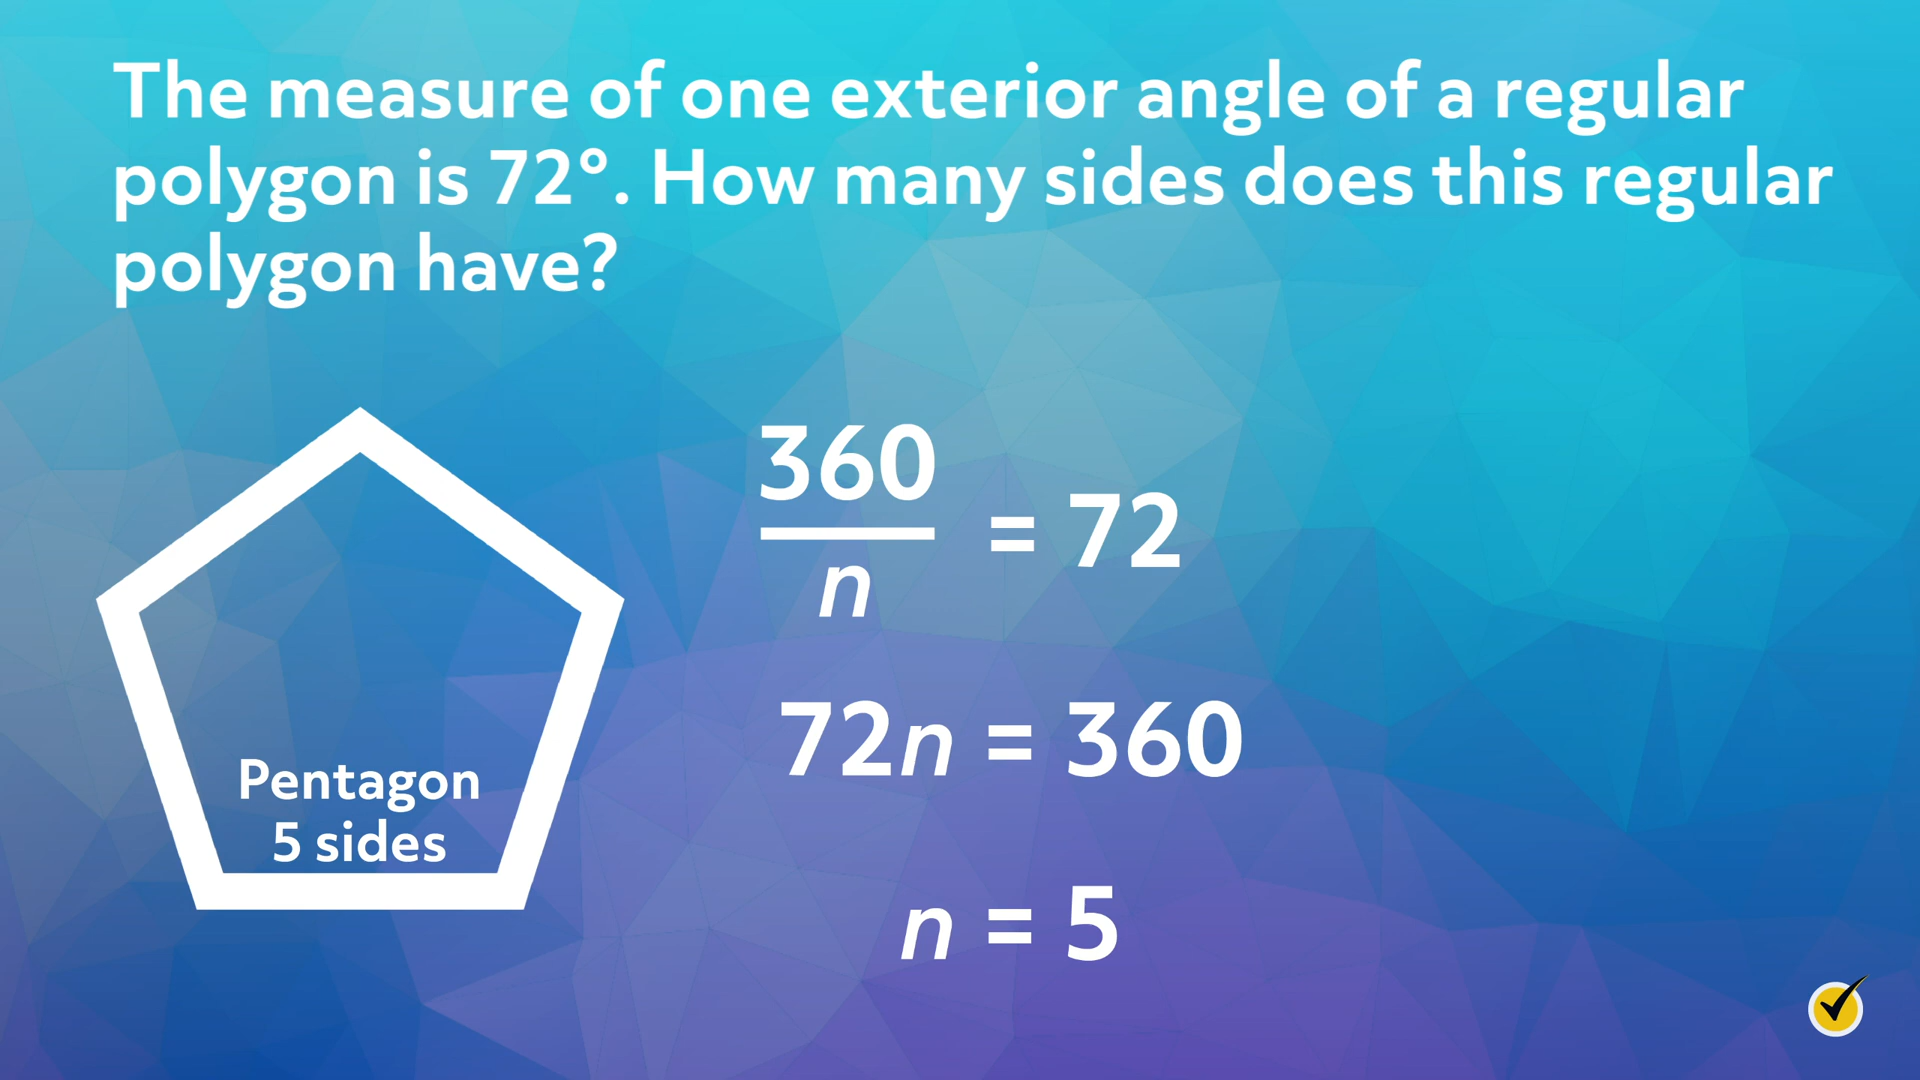 The measure of one exterior angle of a regular
polygon is 72°. How many sides does this regular
polygon have?
360
n
= 72
72n = 360
n = 5
Pentagon
5 sides